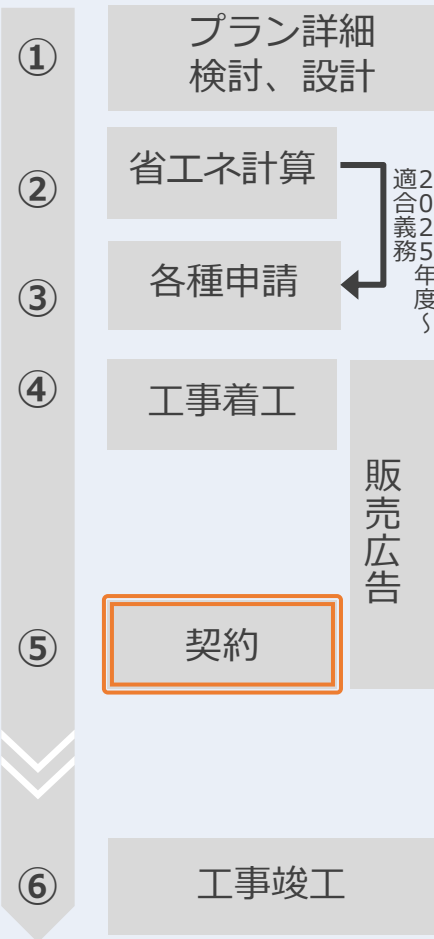 ①
プラン詳細
検討、設計
②
省エネ計算
2025年度～
適合義務
③
各種申請
④
工事着工
販売広告
⑤
契約
⑥
工事竣工